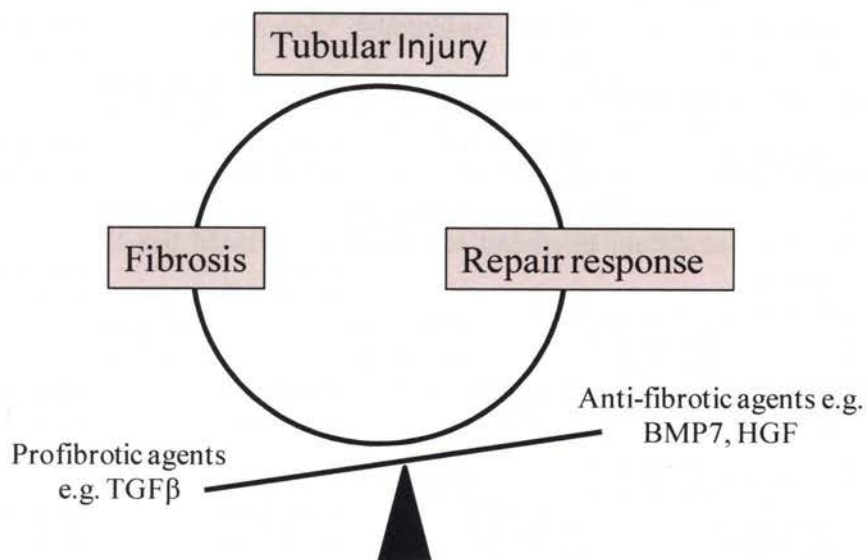 Tubular Injury
Fibrosis
Repair response
Anti-fibrotic agents e.g.
BMP7, HGF
Profibrotic agents
e.g. TGFβ